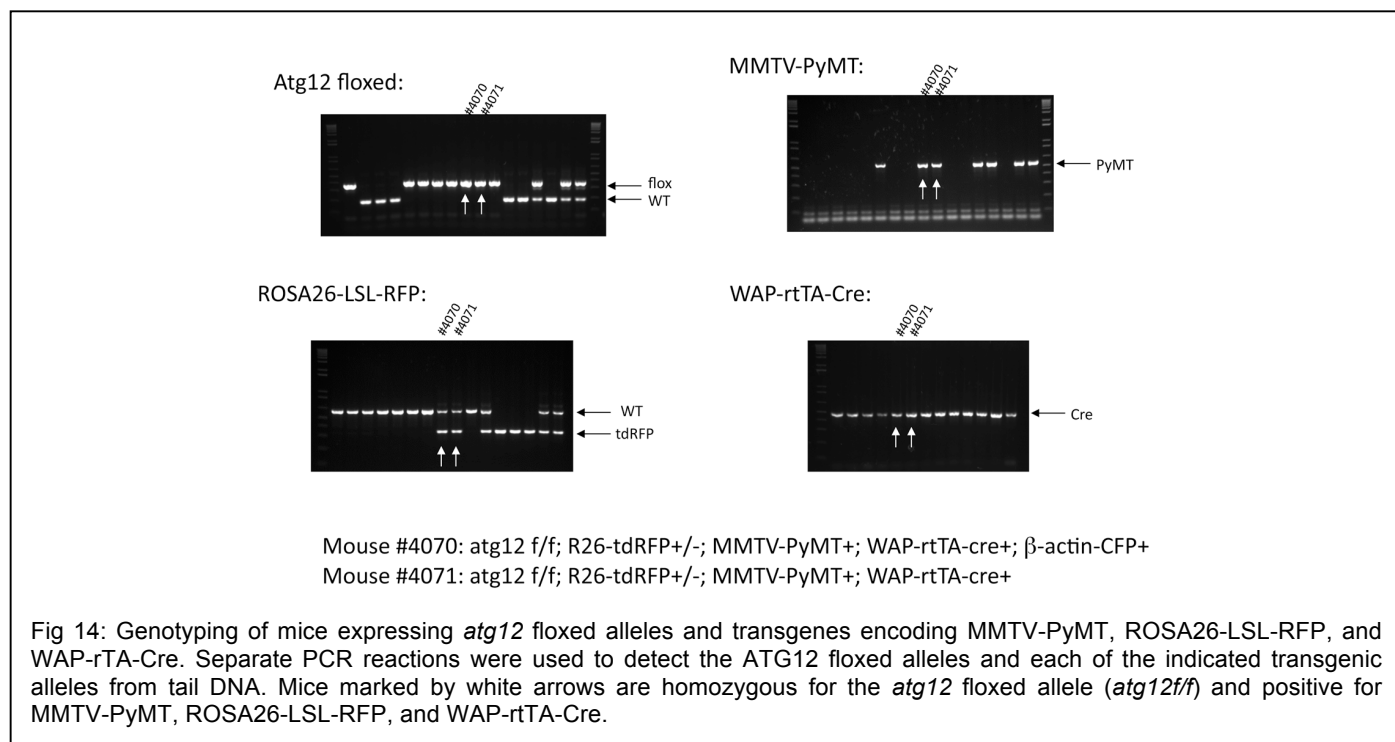 Atg12 floxed:
#4070
#4071
flox
WT
MMTV-PyMT:
#4070
#4071
PyMT
ROSA26-LSL-RFP:
#4070
#4071
WT
tdRFP
WAP-rtTA-Cre:
#4070
#4071
Cre
Mouse #4070: atg12 f/f; R26-tdRFP+/-; MMTV-PyMT+; WAP-rtTA-cre+; β-actin-CFP+
Mouse #4071: atg12 f/f; R26-tdRFP+/-; MMTV-PyMT+; WAP-rtTA-cre+
Fig 14: Genotyping of mice expressing atg12 floxed alleles and transgenes encoding MMTV-PyMT, ROSA26-LSL-RFP, and
WAP-rTA-Cre. Separate PCR reactions were used to detect the ATG12 floxed alleles and each of the indicated transgenic
alleles from tail DNA. Mice marked by white arrows are homozygous for the atg12 floxed allele (atg12f/f) and positive for
MMTV-PyMT, ROSA26-LSL-RFP, and WAP-rtTA-Cre.